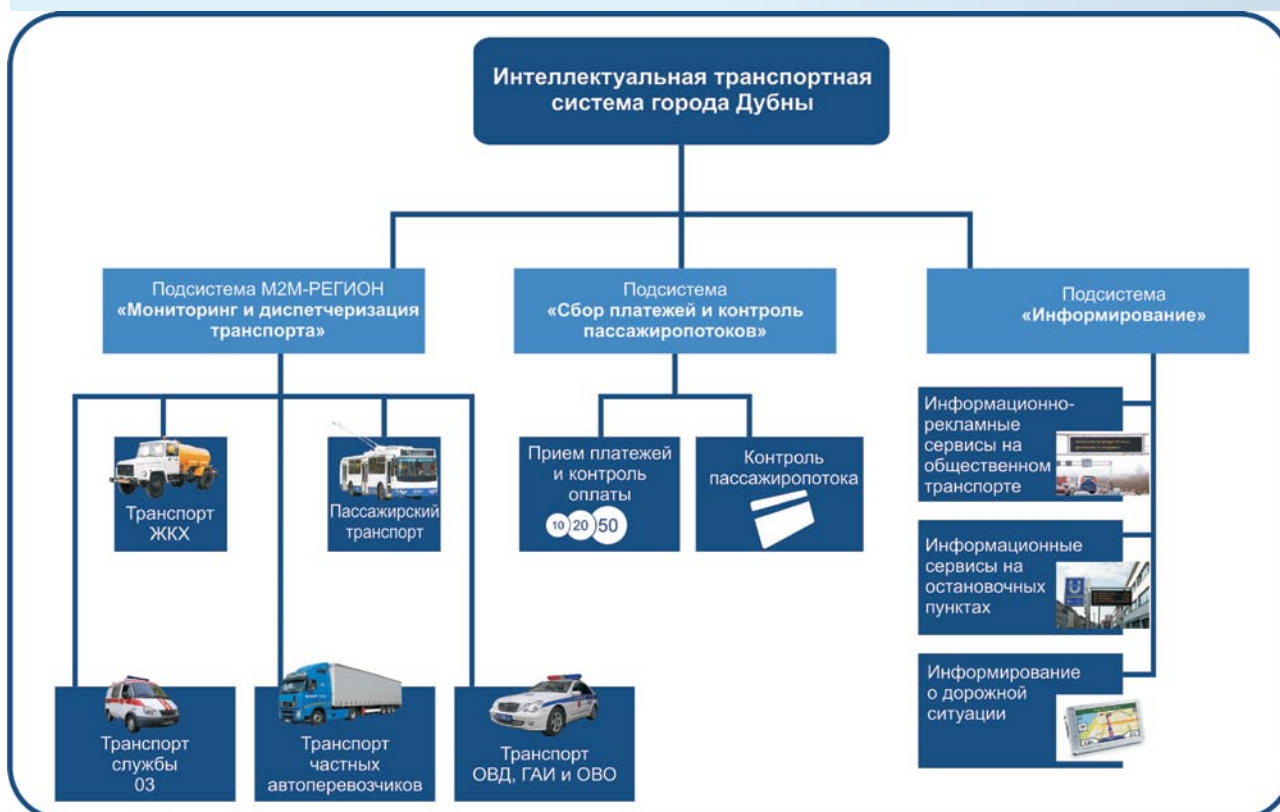 Интеллектуальная транспортная
система города Дубны
Подсистема М2М-РЕГИОН
«Мониторинг и диспетчеризация
транспорта»
Подсистема
«Сбор платежей и контроль
пассажиропотоков»
Подсистема
«Информирование»
Транспорт
ЖКХ
Пассажирский
транспорт
Транспорт
службы
03
Транспорт
частных
автоперевозчиков
Транспорт
ОВД, ГАИ и ОВО
Прием платежей
и контроль
оплаты
10 20 50
Контроль
пассажиропотока
Информационно-
рекламные
сервисы на
общественном
транспорте
Информационные
сервисы на
остановочных
пунктах
Информирование
о дорожной
ситуации